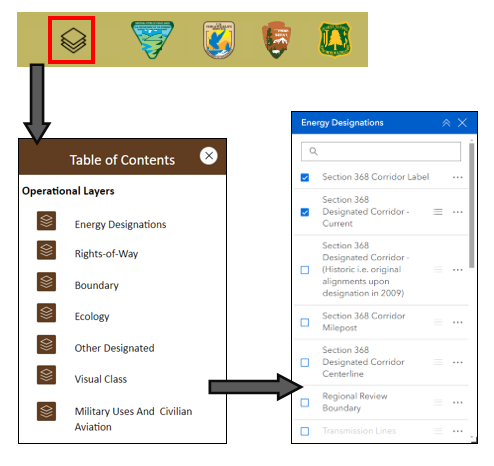 Table of Contents
Operational Layers
Energy Designations
Rights-of-Way
Boundary
Ecology
Other Designated
Visual Class
Military Uses And Civilian
Aviation
Energy Designations
Section 368 Corridor Label
Section 368
Designated Corridor -
Current
Section 368
Designated Corridor -
(Historic i.e. original
alignments upon
designation in 2009)
Section 368 Corridor
Milepost
Section 368
Designated Corridor
Centerline
Regional Review
Boundary
Transmission Lines